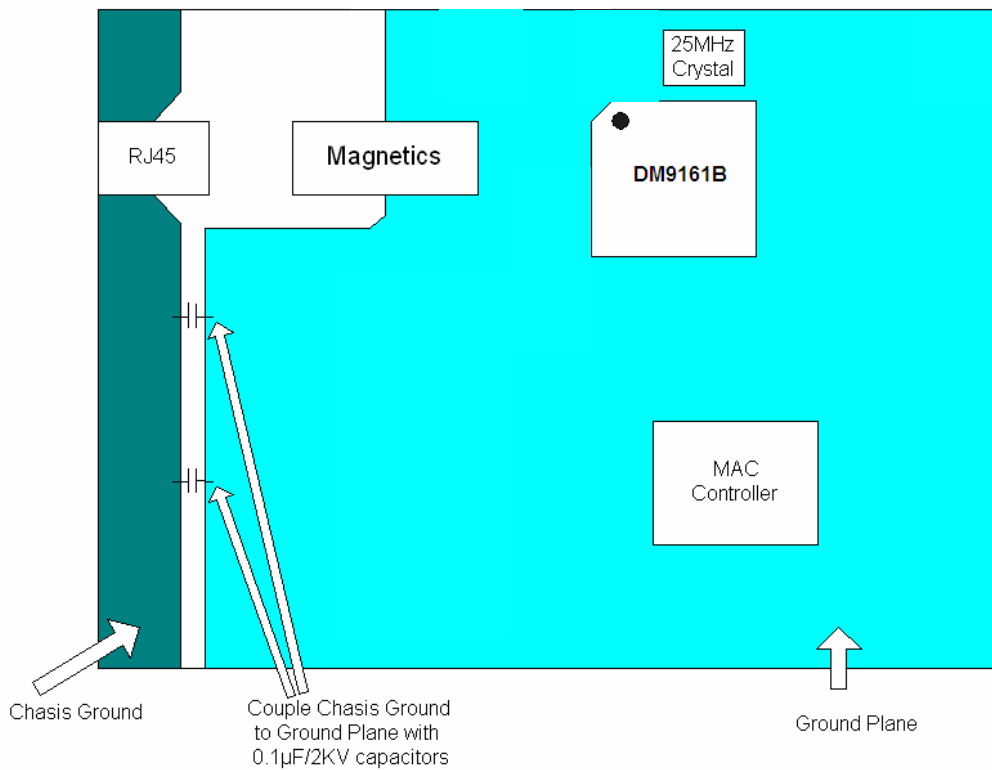 25MHz
Crystal
RJ45
Magnetics
DM9161B
MAC
Controller
Chasis Ground
Couple Chasis Ground
to Ground Plane with
0.1µF/2KV capacitors
Ground Plane